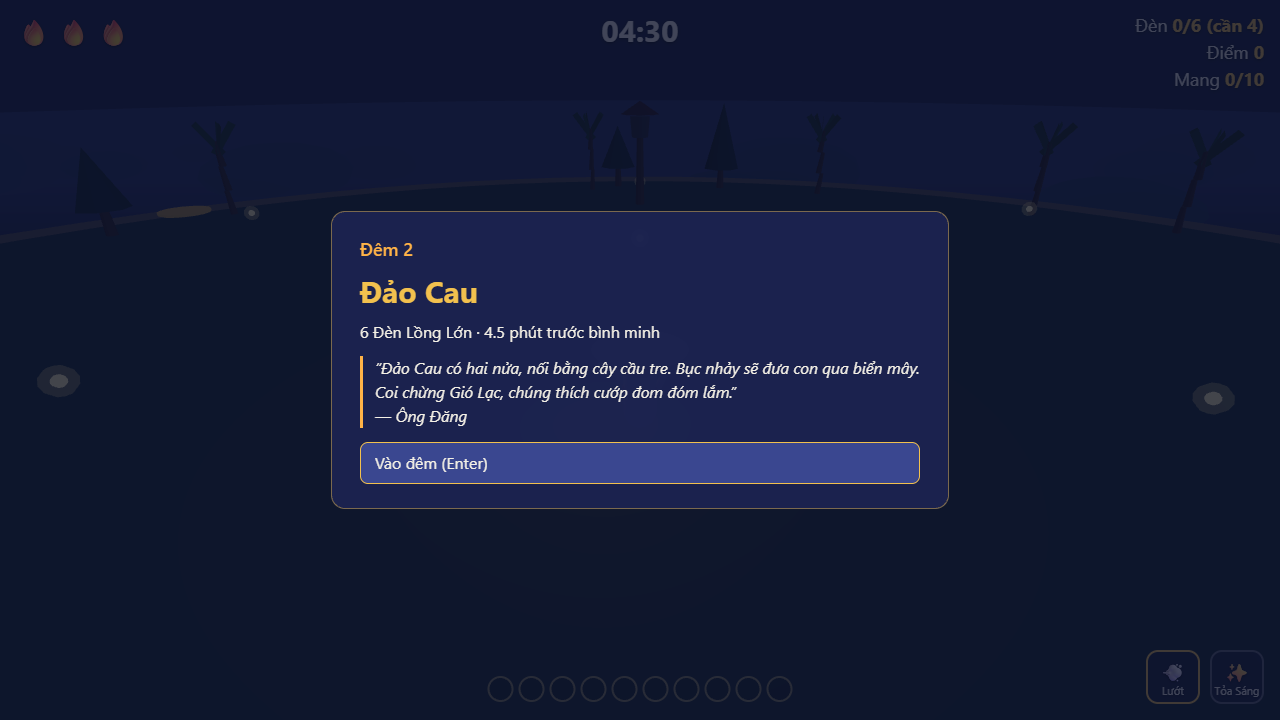 04:30
Đèn 0/6 (cần 4)
Điểm 0
Mang 0/10
Đêm 2
Đảo Cau
6 Đèn Lồng Lớn · 4.5 phút trước bình minh
“Đảo Cau có hai nửa, nối bằng cây cầu tre. Bục nhảy sẽ đưa con qua biển mây.
Coi chừng Gió Lạc, chúng thích cướp đom đóm lắm.”
— Ông Đăng
Vào đêm (Enter)
Lướt
Tỏa Sáng